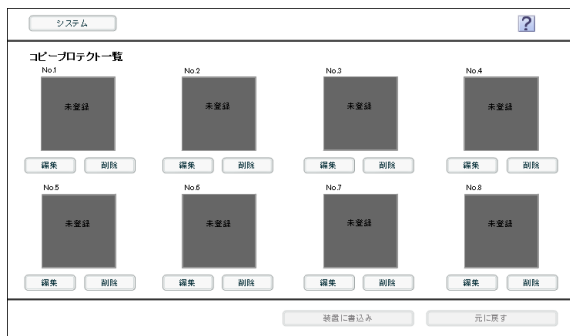 システム
?
コピープロテクト一覧
No.1 No.2 No.3 No.4
未登録 未登録 未登録 未登録
編集 削除 編集 削除 編集 削除 編集 削除
No.5 No.6 No.7 No.8
未登録 未登録 未登録 未登録
編集 削除 編集 削除 編集 削除 編集 削除
装置に書込み 元に戻す